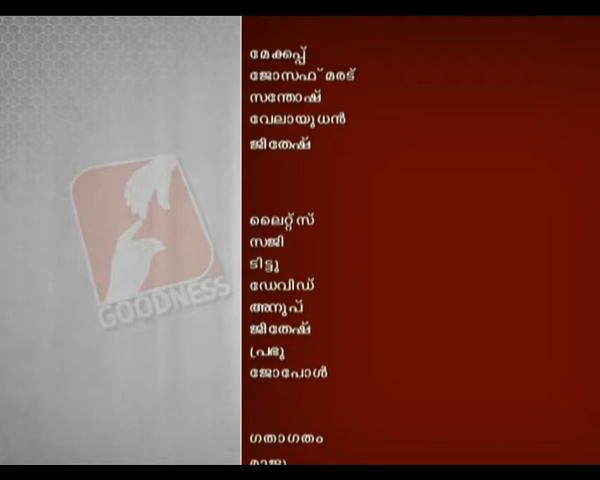 മേക്കപ്പ്
ജോസഫ് മരട്
സന്തോഷ്
വേലായുധൻ
ജിതേഷ്
ലൈറ്റ്സ്
സജി
ടിട്ടു
ഡേവിഡ്
അനൂപ്
ജിതേഷ്
പ്രഭു
ജോപോൾ
ഗതാഗതം
GOODNESS